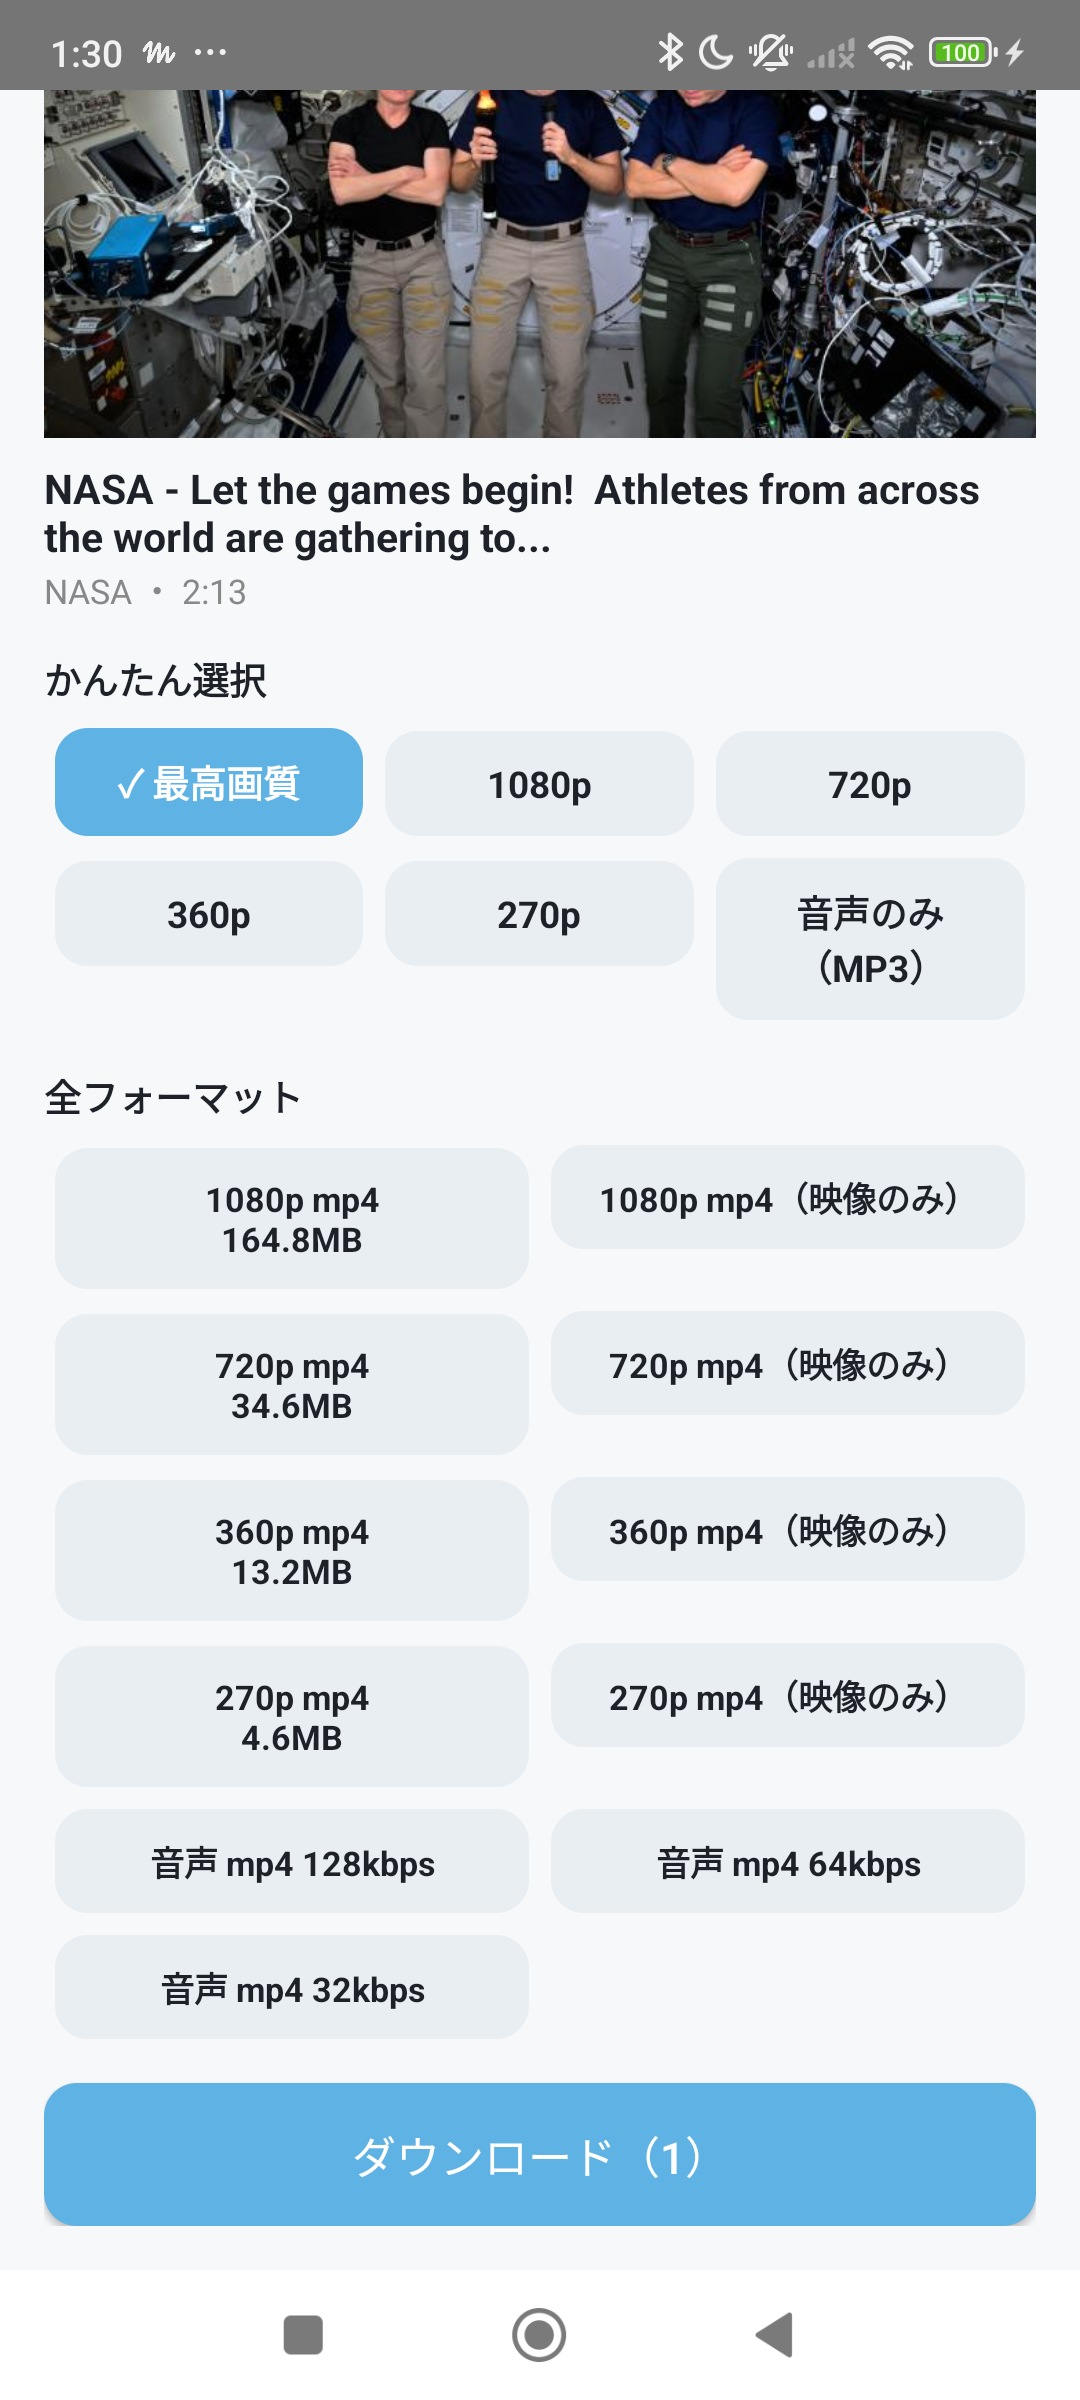 1:30
100
NASA - Let the games begin!  Athletes from across
the world are gathering to...
NASA • 2:13
かんたん選択
✓最高画質
1080p
720p
360p
270p
音声のみ
（MP3）
全フォーマット
1080p mp4
164.8MB
1080p mp4（映像のみ）
720p mp4
34.6MB
720p mp4（映像のみ）
360p mp4
13.2MB
360p mp4（映像のみ）
270p mp4
4.6MB
270p mp4（映像のみ）
音声 mp4 128kbps
音声 mp4 64kbps
音声 mp4 32kbps
ダウンロード（1）